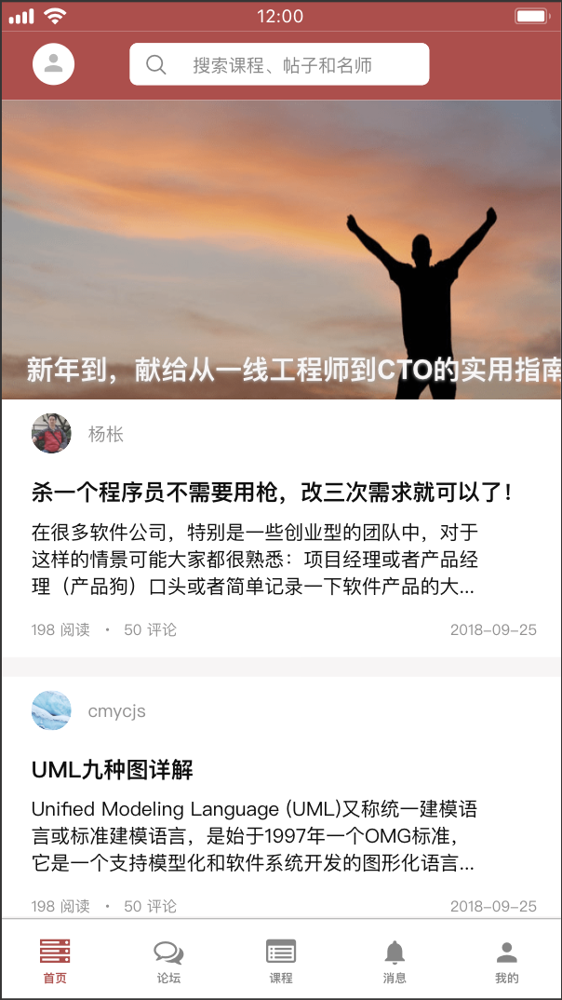 12:00
搜索课程、帖子和名师
新年到，献给从一线工程师到CTO的实用指南
杨枨
杀一个程序员不需要用枪，改三次需求就可以了！
在很多软件公司，特别是一些创业型的团队中，对于
这样的情景可能大家都很熟悉：项目经理或者产品经
理（产品狗）口头或者简单记录一下软件产品的大...
198 阅读 · 50 评论 2018-09-25
cmycjs
UML九种图详解
Unified Modeling Language (UML)又称统一建模语
言或标准建模语言，是始于1997年一个OMG标准，
它是一个支持模型化和软件系统开发的图形化语言...
198 阅读 · 50 评论 2018-09-25
首页 论坛 课程 消息 我的